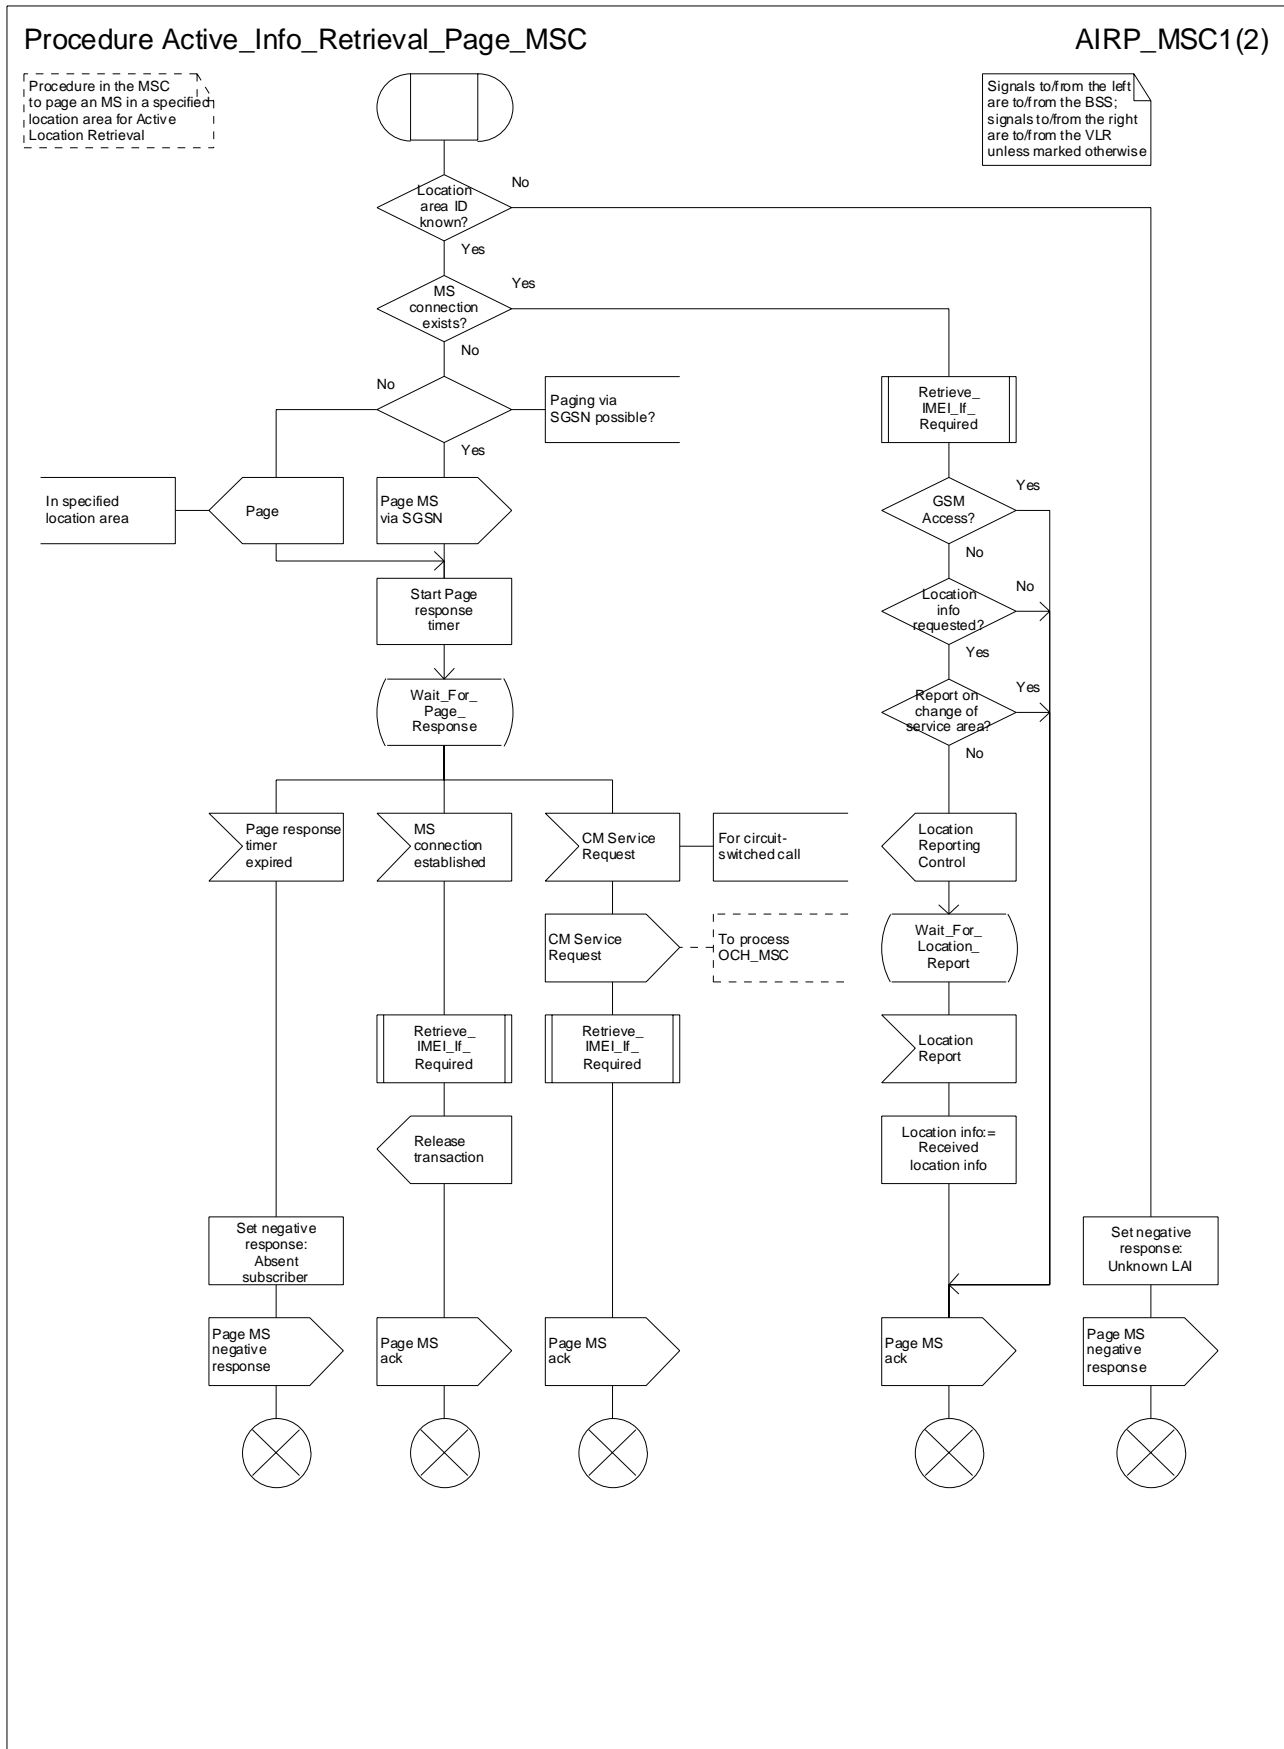 Procedure Active_Info_Retrieval_Page_MSC
AIRP_MSC1(2)
Procedure in the MSC
to page an MS in a specified
location area for Active
Location Retrieval
Signals to/from the left
are to/from the BSS;
signals to/from the right
are to/from the VLR
unless marked otherwise
Location
area ID
known?
No
Yes
MS
connection
exists?
Yes
No
No
Yes
Paging via
SGSN possible?
Retrieve_
IMEI_If_
Required
In specified
location area
Page
Page MS
via SGSN
GSM
Access?
Yes
No
Start Page
response
timer
Location
info
requested?
No
Yes
Wait_For_
Page_
Response
Report on
change of
service area?
Yes
No
Page response
timer
expired
MS
connection
established
CM Service
Request
For circuit-
switched call
Location
Reporting
Control
CM Service
Request
To process
OCH_MSC
Wait_For_
Location_
Report
Retrieve_
IMEI_If_
Required
Retrieve_
IMEI_If_
Required
Location
Report
Release
transaction
Location info:=
Received
location info
Set negative
response:
Absent
subscriber
Set negative
response:
Unknown LAI
Page MS
negative
response
Page MS
ack
Page MS
ack
Page MS
ack
Page MS
negative
response